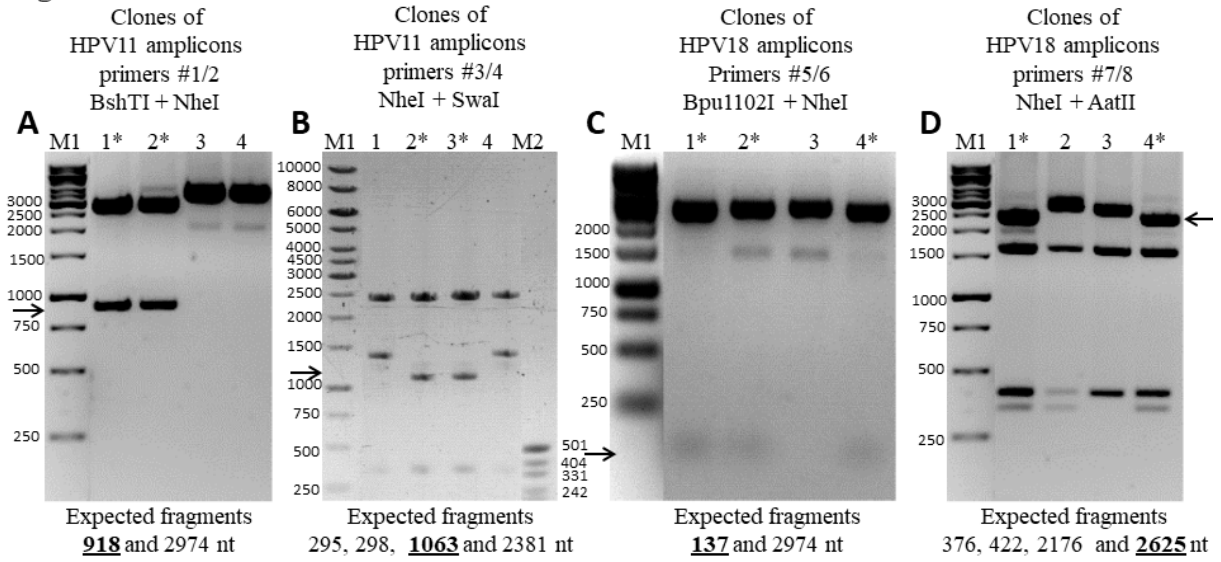 Clones of
HPV11 amplicons
primers #1/2
BshTI + NheI
A
M1 1* 2* 3 4
3000
2500
2000
1500
1000
750
500
250
Expected fragments
918 and 2974 nt
Clones of
HPV11 amplicons
primers #3/4
NheI + SwaI
B
M1 1 2* 3* 4 M2
10000
8000
6000
5000
4000
3500
3000
2500
2000
1500
1000
750
500
250
501
404
331
242
Expected fragments
295, 298, 1063 and 2381 nt
Clones of
HPV18 amplicons
Primers #5/6
Bpu1102I + NheI
C
M1 1* 2* 3 4*
2000
1500
1000
750
500
250
Expected fragments
137 and 2974 nt
Clones of
HPV18 amplicons
primers #7/8
NheI + AatII
D
M1 1* 2 3 4*
3000
2500
2000
1500
1000
750
500
250
Expected fragments
376, 422, 2176 and 2625 nt